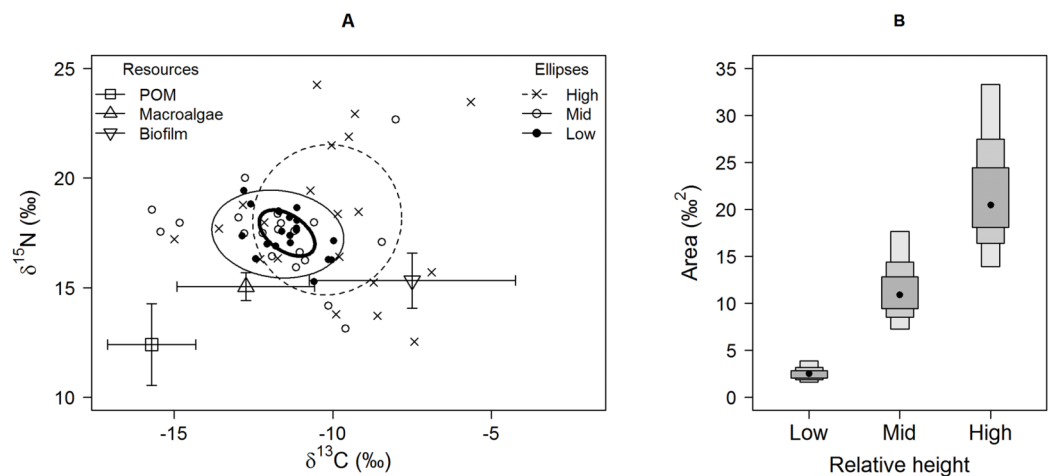 A
B
Resources
POM
Macroalgae
Biofilm
Ellipses
High
Mid
Low
25
20
15
10
δ15N (‰)
-15
-10
-5
δ13C (‰)
35
30
25
20
15
10
5
0
Area (‰2)
Low
Mid
High
Relative height